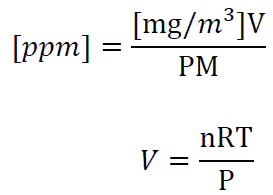 [ppm] = [mg/m³]V / PM
V = nRT / P